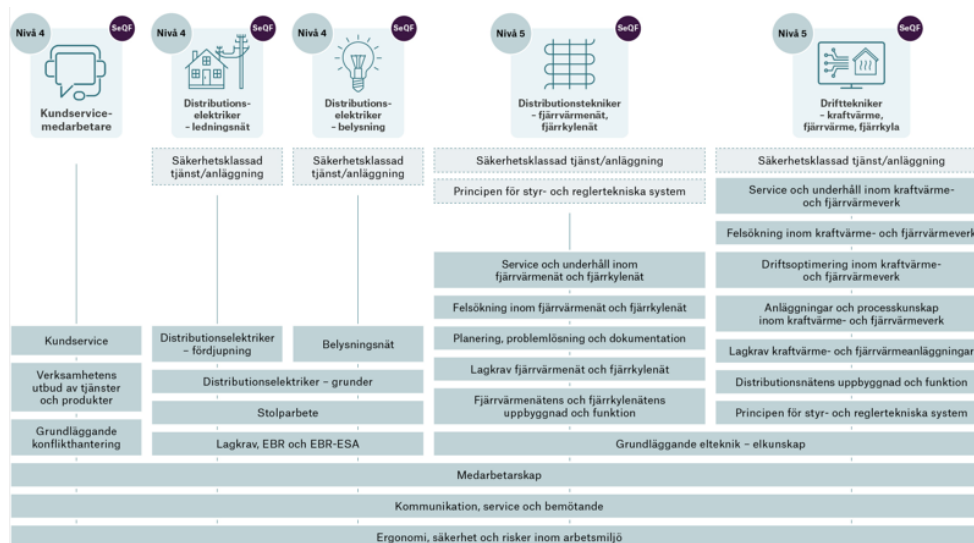 Nivå 4
SeQF
Kundservice-
medarbetare
Nivå 4
SeQF
Distributions-
elektriker
– ledningsnät
Nivå 4
SeQF
Distributions-
elektriker
– belysning
Nivå 5
SeQF
Distributionstekniker
– fjärrvärmenät,
fjärrkylenät
Nivå 5
SeQF
Drifttekniker
– kraftvärme,
fjärrvärme, fjärrkyla
Säkerhetsklassad
tjänst/anläggning
Säkerhetsklassad
tjänst/anläggning
Säkerhetsklassad tjänst/anläggning
Säkerhetsklassad tjänst/anläggning
Principen för styr- och reglertekniska system
Service och underhåll inom kraftvärme-
och fjärrvärmeverk
Felsökning inom kraftvärme- och fjärrvärmeverk
Service och underhåll inom
fjärrvärmenät och fjärrkylenät
Driftsoptimering inom kraftvärme-
och fjärrvärmeverk
Felsökning inom fjärrvärmenät och fjärrkylenät
Anläggningar och processkunskap
inom kraftvärme- och fjärrvärmeverk
Kundservice
Distributionselektriker
– fördjupning
Belysningsnät
Planering, problemlösning och dokumentation
Lagkrav kraftvärme- och fjärrvärmeanläggningar
Verksamhetens
utbud av tjänster
och produkter
Distributionselektriker – grunder
Lagkrav fjärrvärmenät och fjärrkylenät
Distributionsnätens uppbyggnad och funktion
Stolparbete
Fjärrvärmenätens och fjärrkylenätens
uppbyggnad och funktion
Principen för styr- och reglertekniska system
Grundläggande
konflikthantering
Lagkrav, EBR och EBR-ESA
Grundläggande elteknik – elkunskap
Medarbetarskap
Kommunikation, service och bemötande
Ergonomi, säkerhet och risker inom arbetsmiljö